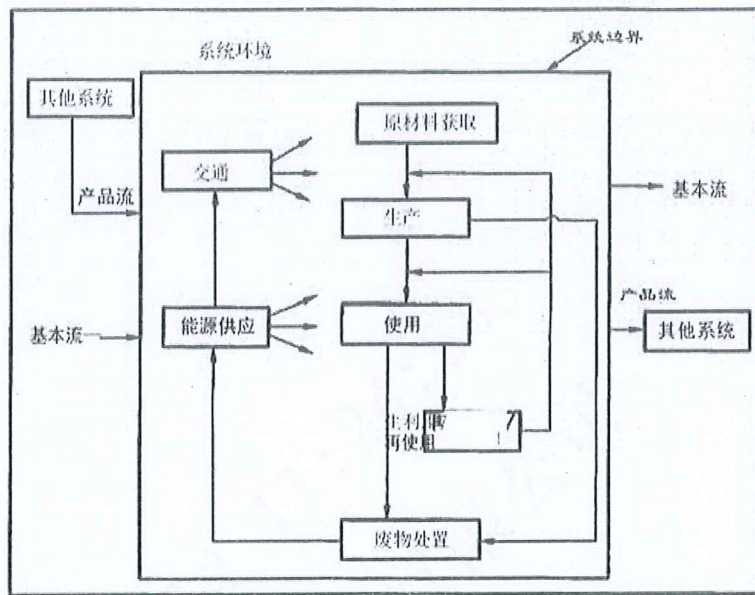 系统环境
系统边界
其他系统
原材料获取
交通
产品流
基本流
生产
产品流
能源供应
使用
基本流
其他系统
再使用
废物处置